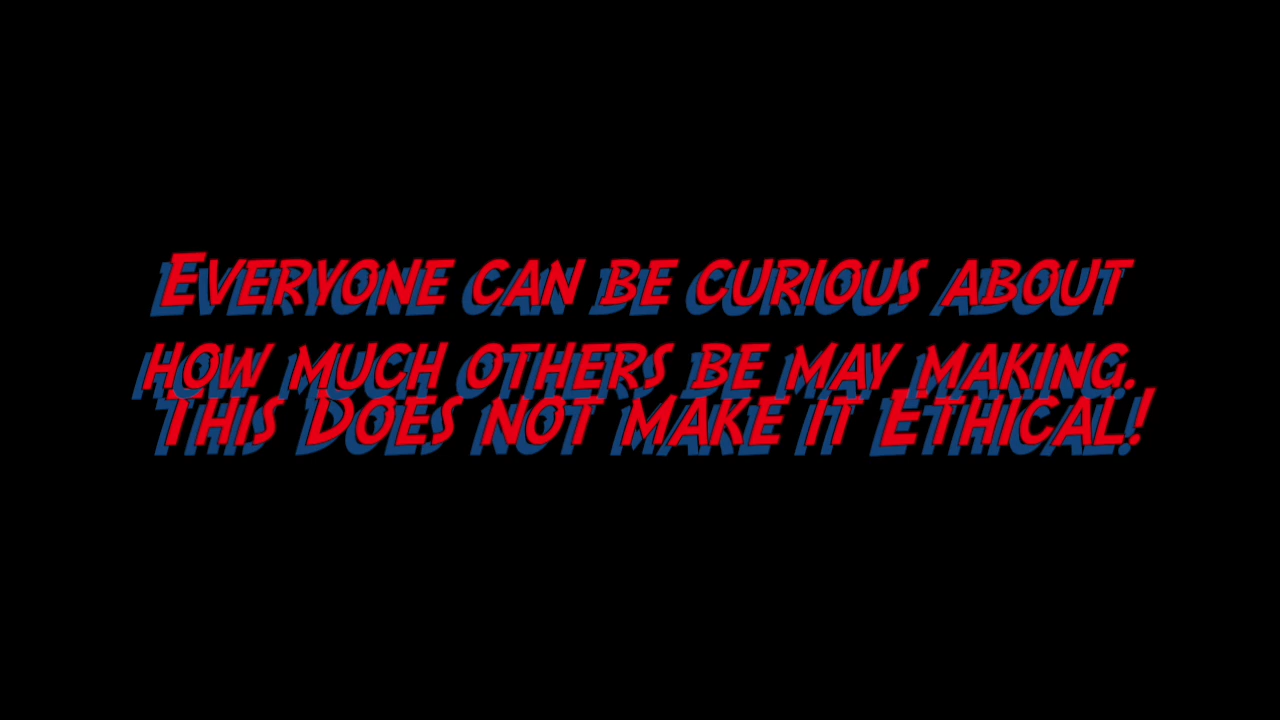 Everyone can be curious about
how much others be may making.
This Does not make it Ethical!